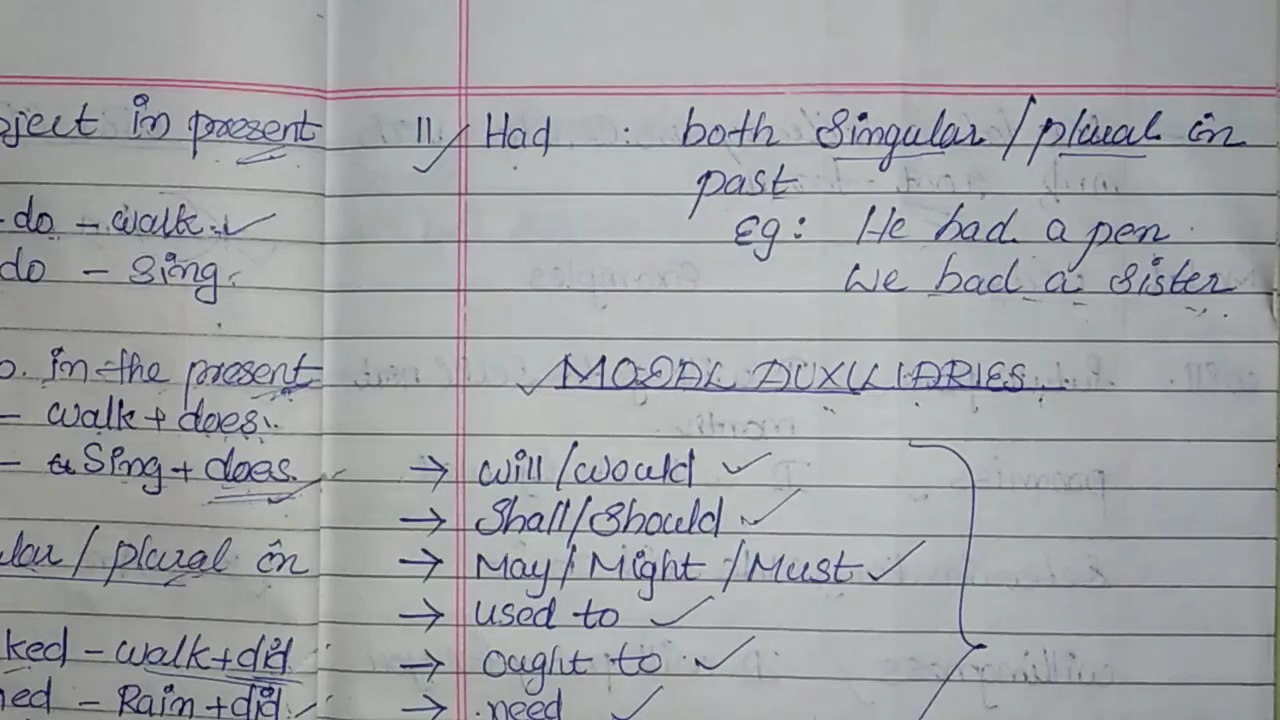 ject in present
do - walk.
do - Sing.
in the present
- walk + does.
- Sing + does.
/ plural in
ked - walk + did
ed - Rain + did
11. Had : both Singular / plural in
past
Eg: He had a pen.
We had a sister
MODAL AUXILIARIES.
→ will/would ✓
→ Shall/Should ✓
→ May/Might/Must ✓
→ used to ✓
→ ought to ✓
→ need ✓